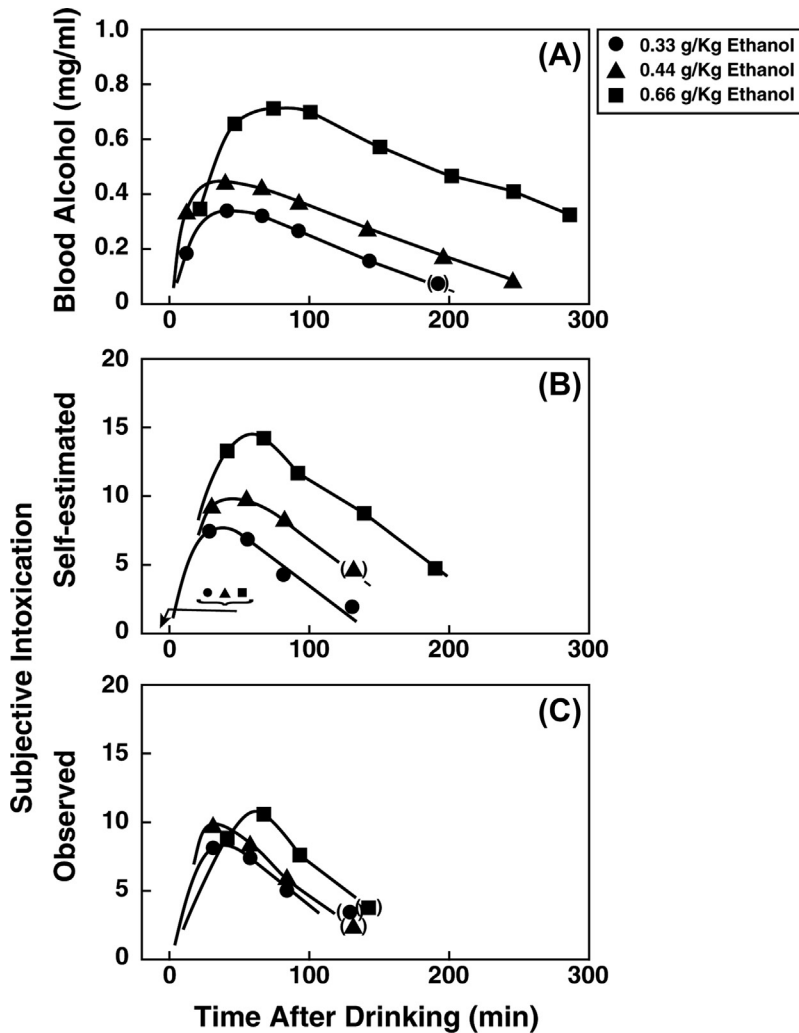 (A)
0.33 g/Kg Ethanol
0.44 g/Kg Ethanol
0.66 g/Kg Ethanol
Blood Alcohol (mg/ml)
1.0
0.8
0.6
0.4
0.2
0
0 100 200 300
(B)
Subjective Intoxication
Self-estimated
20
15
10
5
0
0 100 200 300
(C)
Observed
20
15
10
5
0
0 100 200 300
Time After Drinking (min)